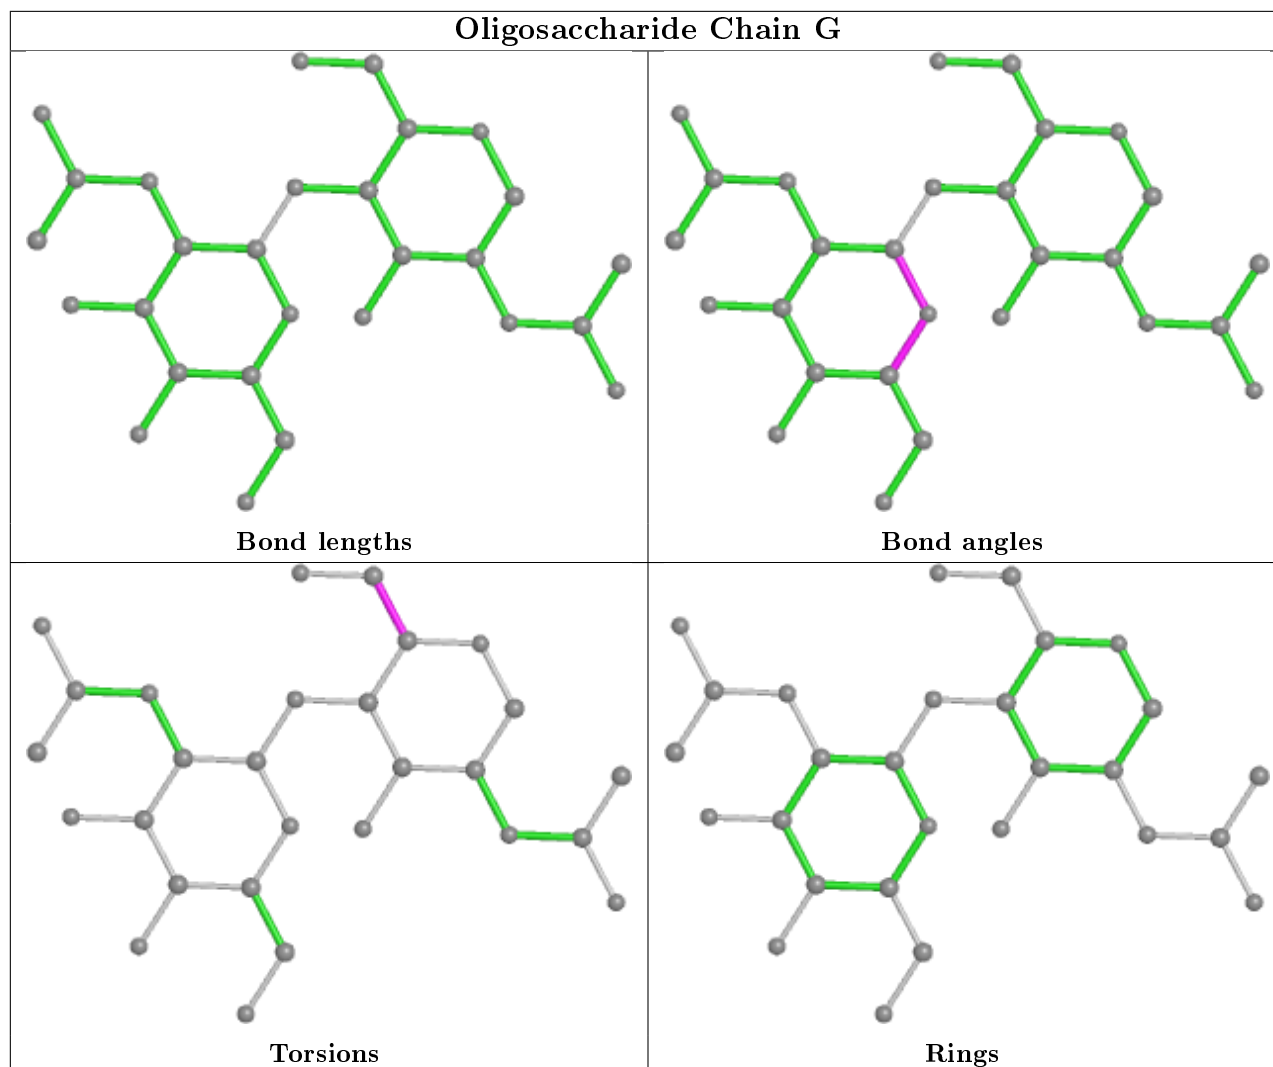 Oligosaccharide Chain G
Bond lengths
Bond angles
Torsions
Rings